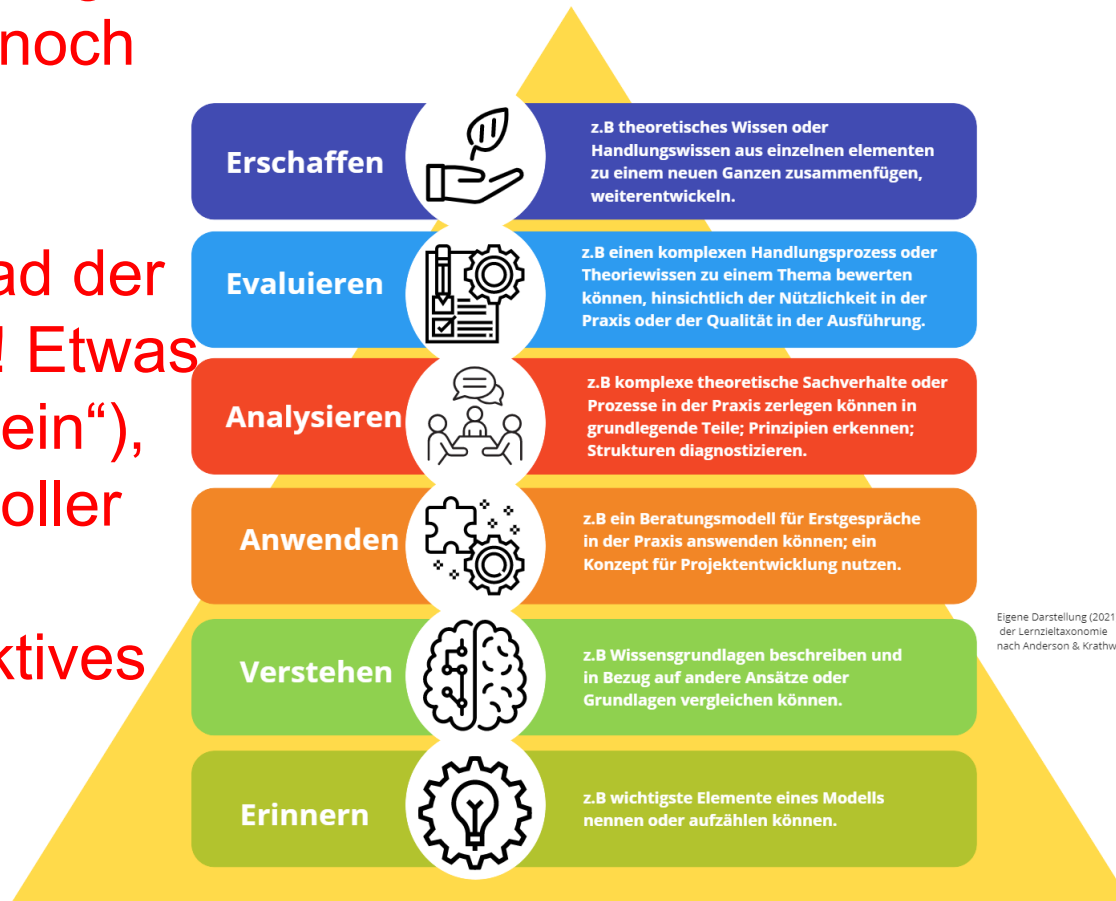 noch
ad der
! Etwas
ein“),
oller
ktives
Erschaffen
z.B theoretisches Wissen oder
Handlungswissen aus einzelnen elementen
zu einem neuen Ganzen zusammenfügen,
weiterentwickeln.
Evaluieren
z.B einen komplexen Handlungsprozess oder
Theoriewissen zu einem Thema bewerten
können, hinsichtlich der Nützlichkeit in der
Praxis oder der Qualität in der Ausführung.
Analysieren
z.B komplexe theoretische Sachverhalte oder
Prozesse in der Praxis zerlegen können in
grundlegende Teile; Prinzipien erkennen;
Strukturen diagnostizieren.
Anwenden
z.B ein Beratungsmodell für Erstgespräche
in der Praxis answenden können; ein
Konzept für Projektentwicklung nutzen.
Verstehen
z.B Wissensgrundlagen beschreiben und
in Bezug auf andere Ansätze oder
Grundlagen vergleichen können.
Erinnern
z.B wichtigste Elemente eines Modells
nennen oder aufzählen können.
Eigene Darstellung (2021
der Lernzieltaxonomie
nach Anderson & Krathw